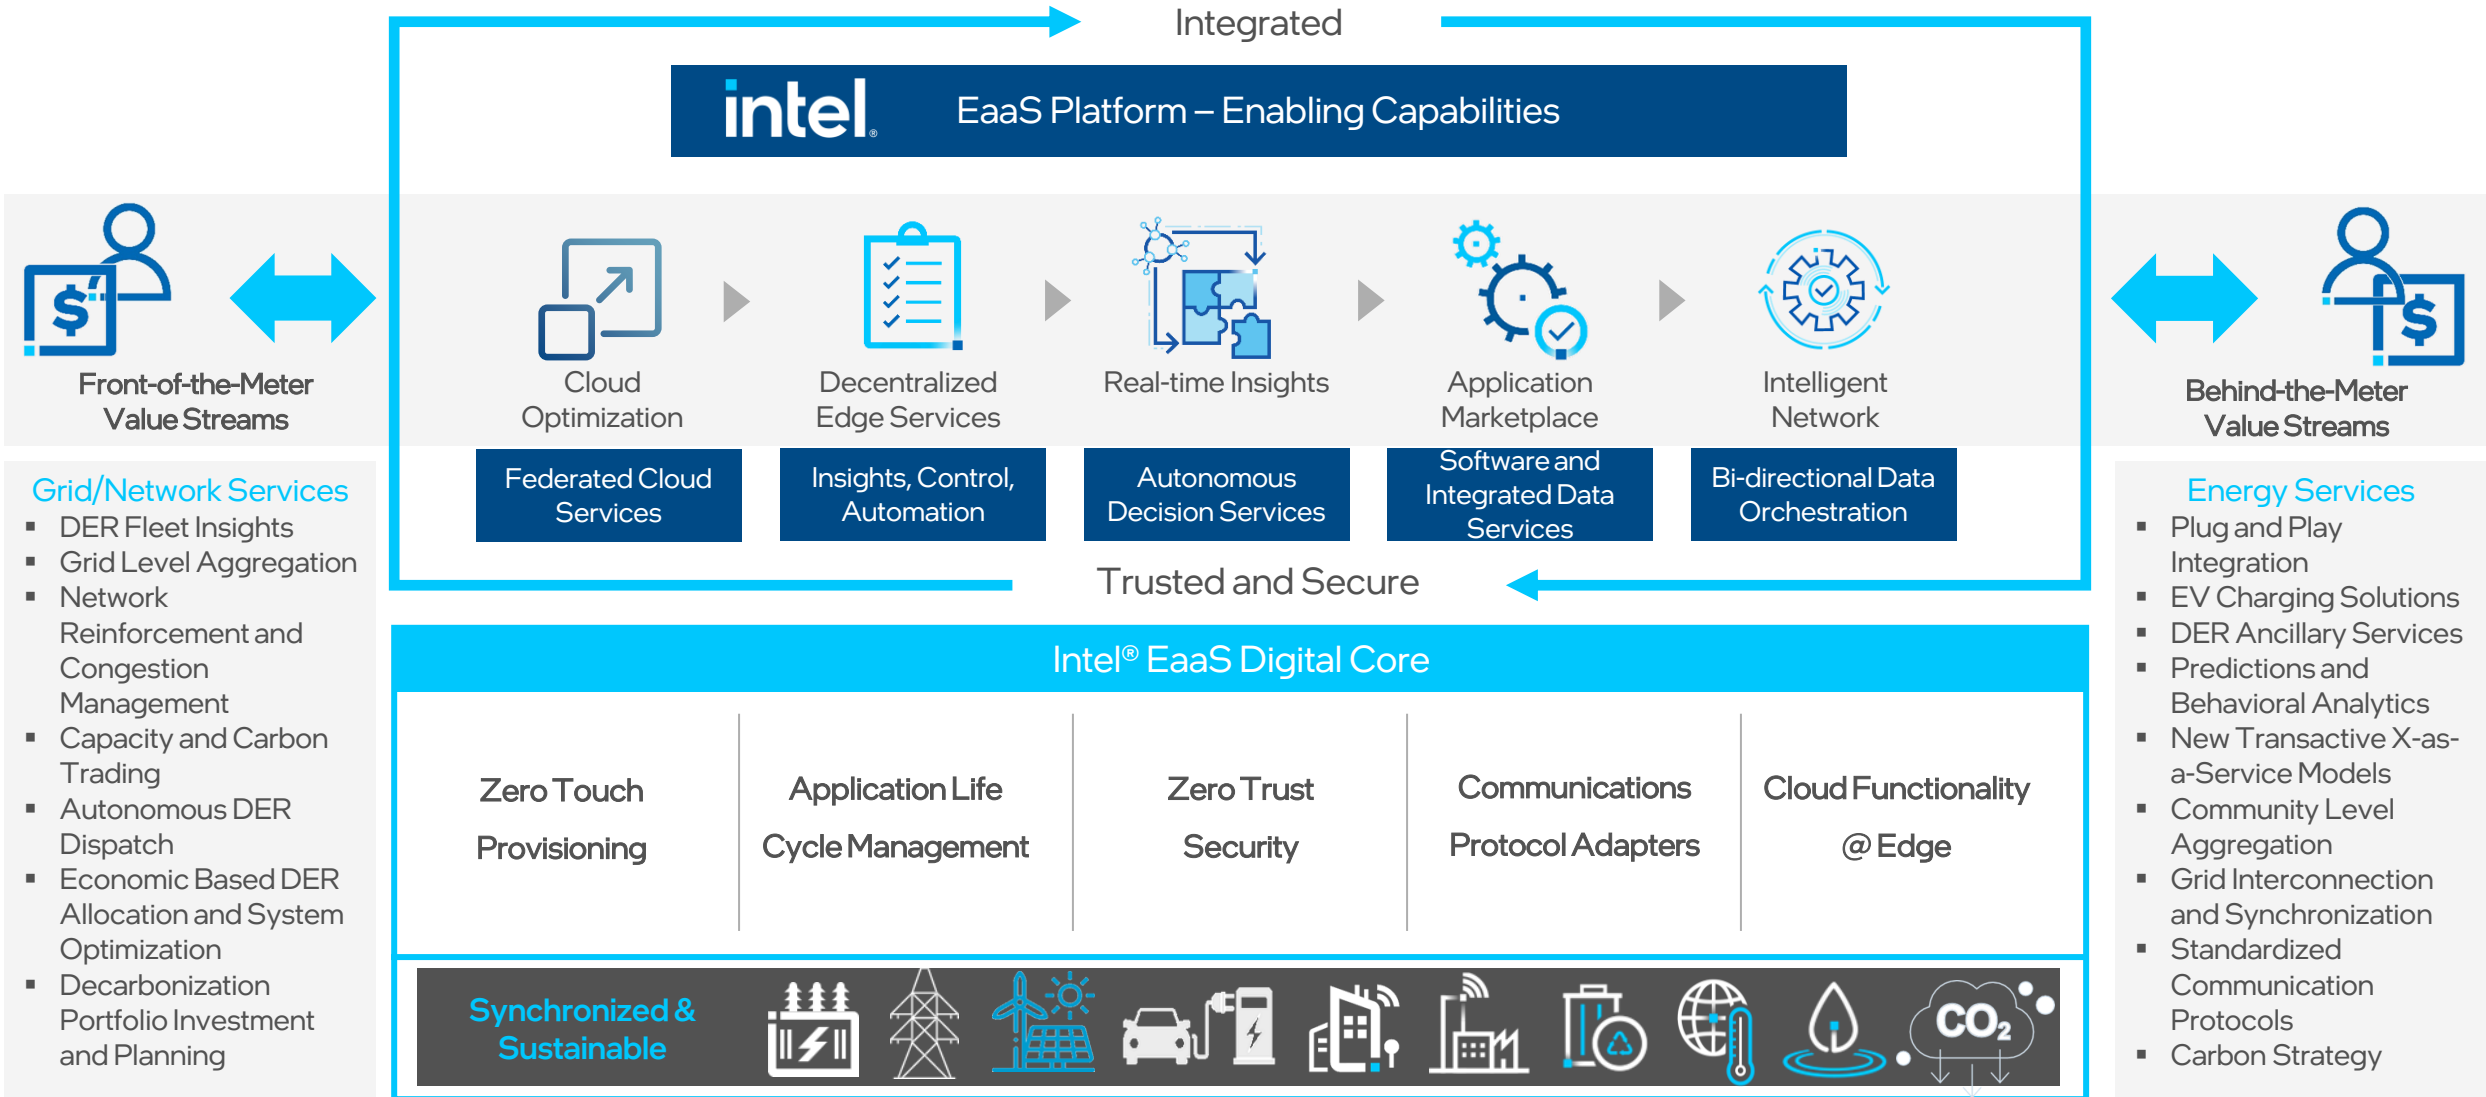 Integrated
intel® EaaS Platform – Enabling Capabilities
$
Front-of-the-Meter
Value Streams
Cloud
Optimization
Decentralized
Edge Services
Real-time Insights
Application
Marketplace
Intelligent
Network
$
Behind-the-Meter
Value Streams
Federated Cloud
Services
Insights, Control,
Automation
Autonomous
Decision Services
Software and
Integrated Data
Services
Bi-directional Data
Orchestration
Trusted and Secure
Grid/Network Services
▪ DER Fleet Insights
▪ Grid Level Aggregation
▪ Network
Reinforcement and
Congestion
Management
▪ Capacity and Carbon
Trading
▪ Autonomous DER
Dispatch
▪ Economic Based DER
Allocation and System
Optimization
▪ Decarbonization
Portfolio Investment
and Planning
Intel® EaaS Digital Core
Zero Touch
Provisioning
Application Life
Cycle Management
Zero Trust
Security
Communications
Protocol Adapters
Cloud Functionality
@ Edge
Synchronized &
Sustainable
CO₂
Energy Services
▪ Plug and Play
Integration
▪ EV Charging Solutions
▪ DER Ancillary Services
▪ Predictions and
Behavioral Analytics
▪ New Transactive X-as-
a-Service Models
▪ Community Level
Aggregation
▪ Grid Interconnection
and Synchronization
▪ Standardized
Communication
Protocols
▪ Carbon Strategy